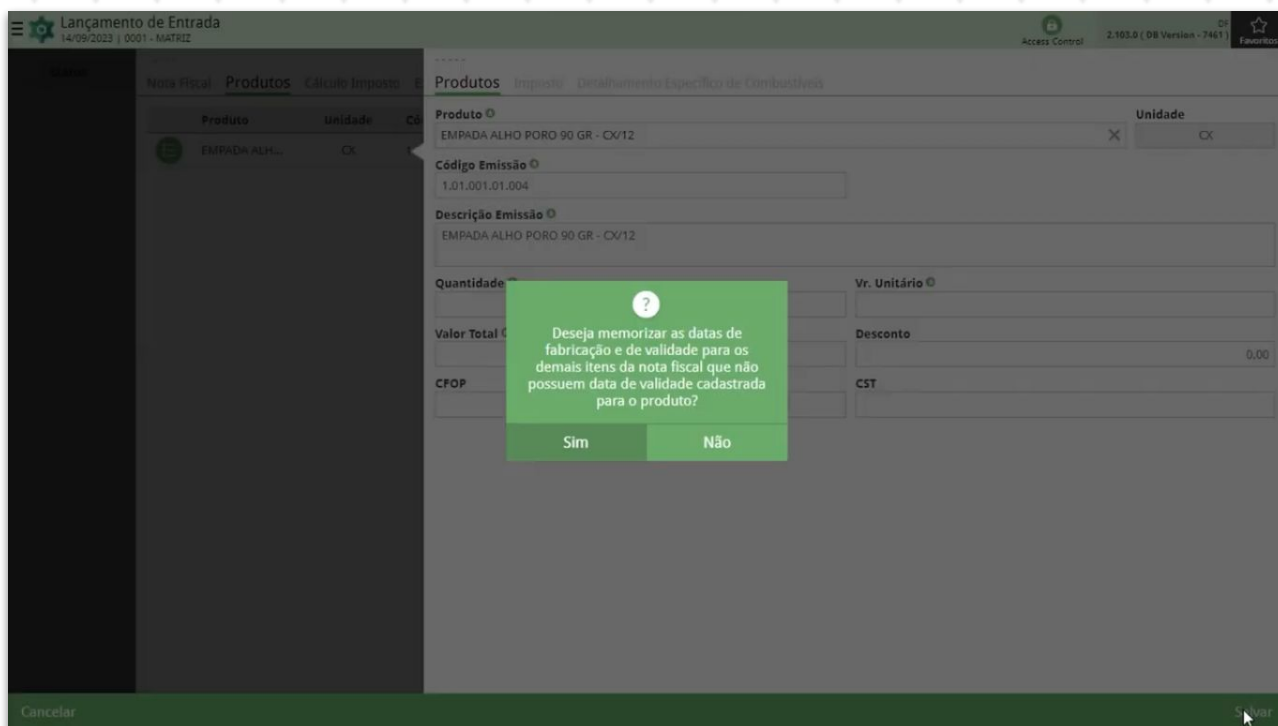 Lançamento de Entrada
14/09/2023 | 0001 - MATRIZ
Access Control
DF
2.103.0 ( DB Version - 7461 )
Favoritos
Nota Fiscal Produtos Cálculo Imposto E
Produto Unidade Có
EMPADA ALH... CX 1
Produtos Imposto Detalhamento Específico de Combustíveis
Produto
Unidade
EMPADA ALHO PORO 90 GR - CX/12
CX
Código Emissão
1.01.001.01.004
Descrição Emissão
EMPADA ALHO PORO 90 GR - CX/12
Quantidade
Vr. Unitário
Valor Total
Desconto
0,00
CFOP
CST
?
Deseja memorizar as datas de
fabricação e de validade para os
demais itens da nota fiscal que não
possuem data de validade cadastrada
para o produto?
Sim Não
Cancelar
Salvar